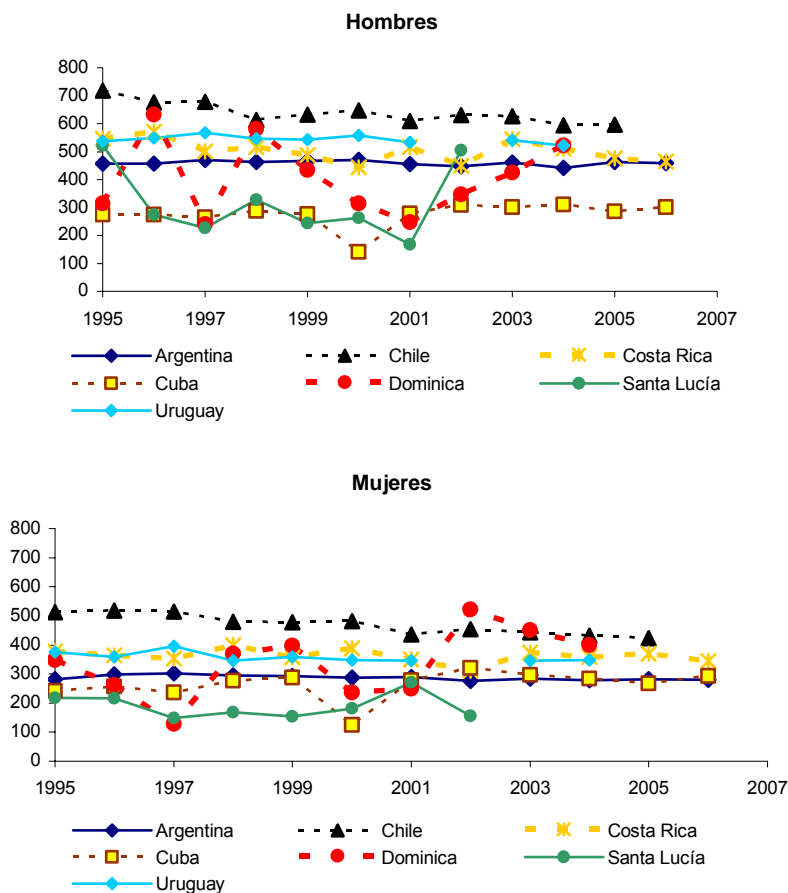 Hombres
800
700
600
500
400
300
200
100
0
1995 1997 1999 2001 2003 2005 2007
Argentina Chile Costa Rica
Cuba Dominica Santa Lucía
Uruguay
Mujeres
800
700
600
500
400
300
200
100
0
1995 1997 1999 2001 2003 2005 2007
Argentina Chile Costa Rica
Cuba Dominica Santa Lucía
Uruguay